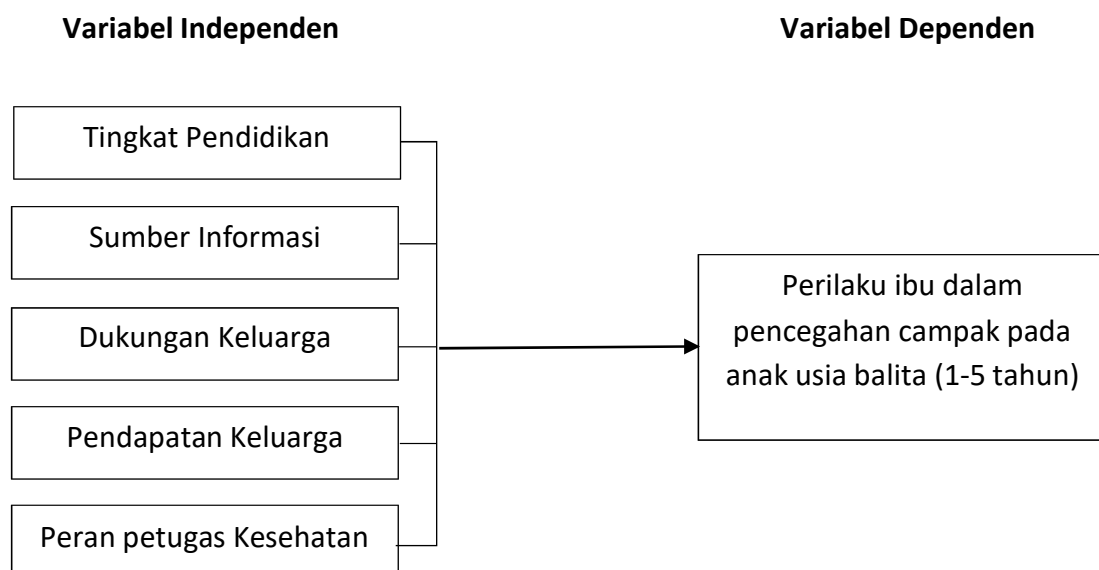 Variabel Independen
Variabel Dependen
Tingkat Pendidikan
Sumber Informasi
Dukungan Keluarga
Pendapatan Keluarga
Peran petugas Kesehatan
Perilaku ibu dalam
pencegahan campak pada
anak usia balita (1-5 tahun)